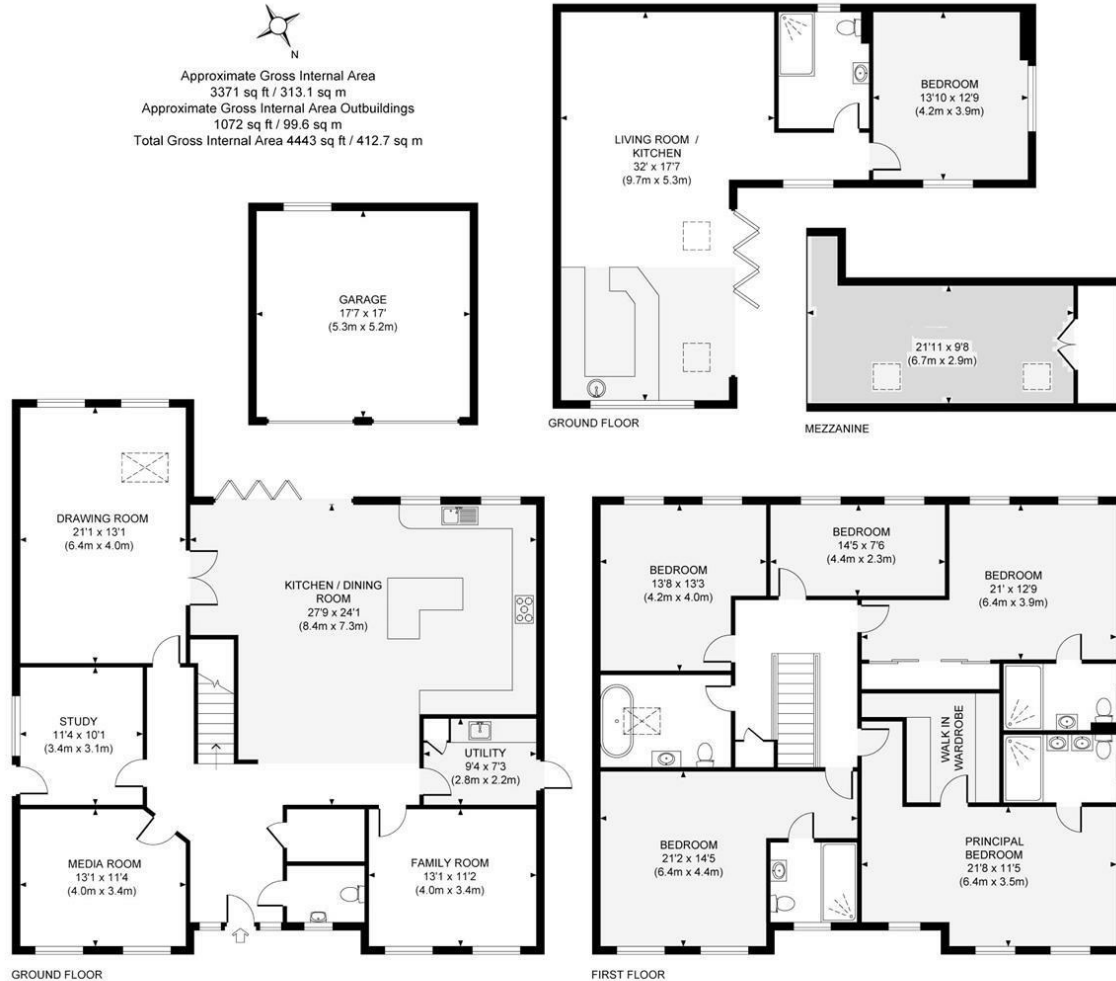 N
Approximate Gross Internal Area
3371 sq ft / 313.1 sq m
Approximate Gross Internal Area Outbuildings
1072 sq ft / 99.6 sq m
Total Gross Internal Area 4443 sq ft / 412.7 sq m
GARAGE
17'7 x 17'
(5.3m x 5.2m)
LIVING ROOM /
KITCHEN
32' x 17'7
(9.7m x 5.3m)
BEDROOM
13'10 x 12'9
(4.2m x 3.9m)
GROUND FLOOR
21'11 x 9'8
(6.7m x 2.9m)
MEZZANINE
DRAWING ROOM
21'1 x 13'1
(6.4m x 4.0m)
KITCHEN / DINING
ROOM
27'9 x 24'1
(8.4m x 7.3m)
STUDY
11'4 x 10'1
(3.4m x 3.1m)
UTILITY
9'4 x 7'3
(2.8m x 2.2m)
MEDIA ROOM
13'1 x 11'4
(4.0m x 3.4m)
FAMILY ROOM
13'1 x 11'2
(4.0m x 3.4m)
GROUND FLOOR
BEDROOM
13'8 x 13'3
(4.2m x 4.0m)
BEDROOM
14'5 x 7'6
(4.4m x 2.3m)
BEDROOM
21' x 12'9
(6.4m x 3.9m)
WALK IN
WARDROBE
BEDROOM
21'2 x 14'5
(6.4m x 4.4m)
PRINCIPAL
BEDROOM
21'8 x 11'5
(6.4m x 3.5m)
FIRST FLOOR